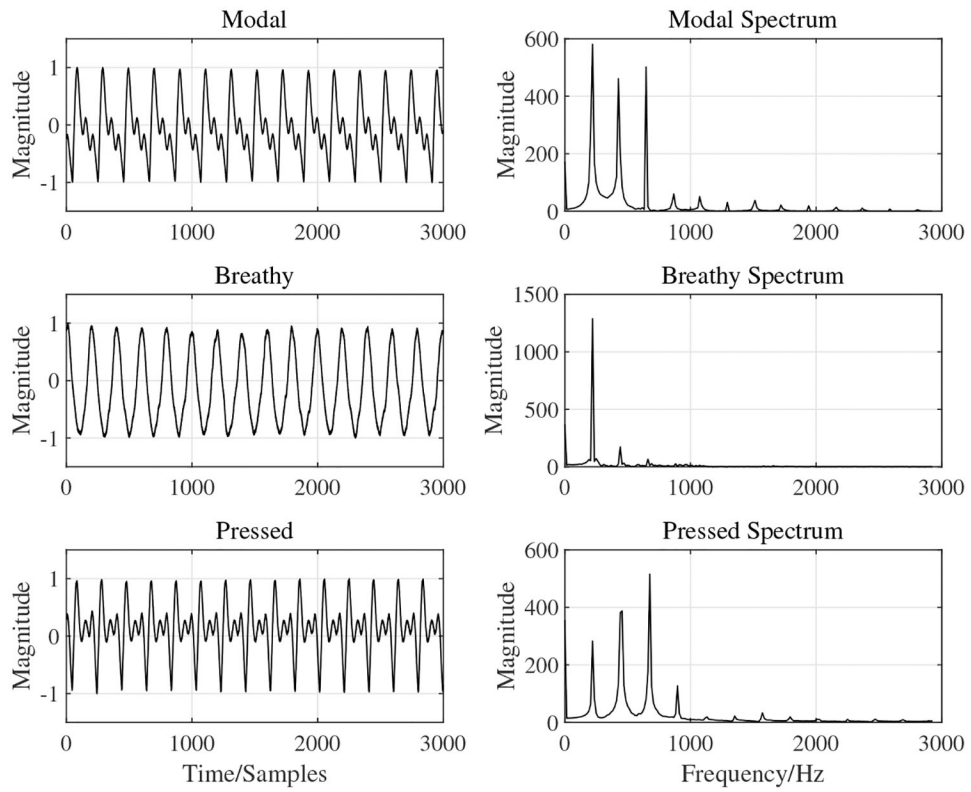 Modal
Magnitude
1
0
-1
0 1000 2000 3000
Modal Spectrum
Magnitude
600
400
200
0
0 1000 2000 3000
Breathy
Magnitude
1
0
-1
0 1000 2000 3000
Breathy Spectrum
Magnitude
1500
1000
500
0
0 1000 2000 3000
Pressed
Magnitude
1
0
-1
0 1000 2000 3000
Time/Samples
Pressed Spectrum
Magnitude
600
400
200
0
0 1000 2000 3000
Frequency/Hz